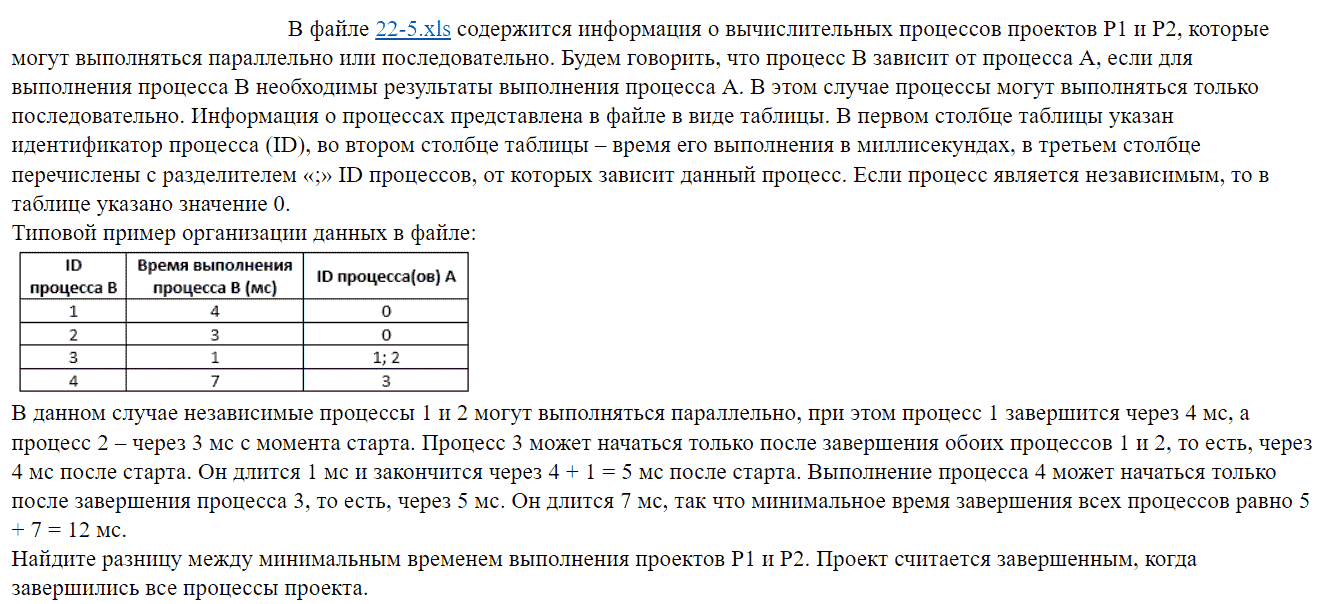 В файле 22-5.xls содержится информация о вычислительных процессов проектов P1 и P2, которые
могут выполняться параллельно или последовательно. Будем говорить, что процесс B зависит от процесса A, если для
выполнения процесса B необходимы результаты выполнения процесса A. В этом случае процессы могут выполняться только
последовательно. Информация о процессах представлена в файле в виде таблицы. В первом столбце таблицы указан
идентификатор процесса (ID), во втором столбце таблицы – время его выполнения в миллисекундах, в третьем столбце
перечислены с разделителем «;» ID процессов, от которых зависит данный процесс. Если процесс является независимым, то в
таблице указано значение 0.
Типовой пример организации данных в файле:
ID процесса B | Время выполнения процесса B (мс) | ID процесса(ов) A
1 | 4 | 0
2 | 3 | 0
3 | 1 | 1; 2
4 | 7 | 3
В данном случае независимые процессы 1 и 2 могут выполняться параллельно, при этом процесс 1 завершится через 4 мс, а
процесс 2 – через 3 мс с момента старта. Процесс 3 может начаться только после завершения обоих процессов 1 и 2, то есть, через
4 мс после старта. Он длится 1 мс и закончится через 4 + 1 = 5 мс после старта. Выполнение процесса 4 может начаться только
после завершения процесса 3, то есть, через 5 мс. Он длится 7 мс, так что минимальное время завершения всех процессов равно 5
+ 7 = 12 мс.
Найдите разницу между минимальным временем выполнения проектов P1 и P2. Проект считается завершенным, когда
завершились все процессы проекта.